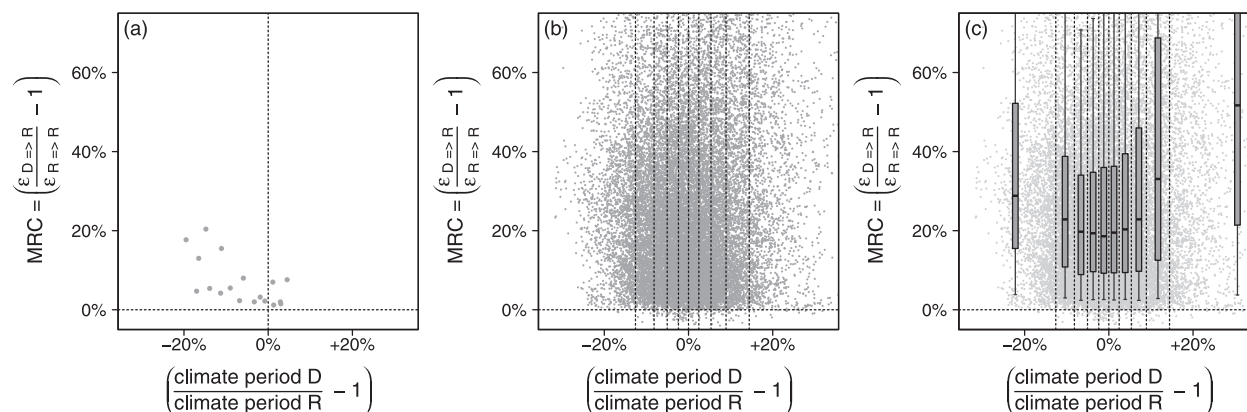 (a)
MRC = (ε D=>R / ε R=>R − 1)
60%
40%
20%
0%
−20% 0% +20%
(climate period D / climate period R − 1)
(b)
MRC = (ε D=>R / ε R=>R − 1)
60%
40%
20%
0%
−20% 0% +20%
(climate period D / climate period R − 1)
(c)
MRC = (ε D=>R / ε R=>R − 1)
60%
40%
20%
0%
−20% 0% +20%
(climate period D / climate period R − 1)